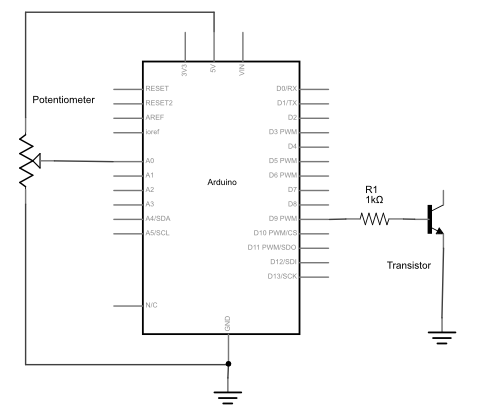 3V3
5V
VIN
Potentiometer
RESET
RESET2
AREF
ioref
A0
A1
A2
A3
A4/SDA
A5/SCL
N/C
Arduino
D0/RX
D1/TX
D2
D3 PWM
D4
D5 PWM
D6 PWM
D7
D8
D9 PWM
D10 PWM/CS
D11 PWM/SDO
D12/SDI
D13/SCK
GND
R1
1kΩ
Transistor